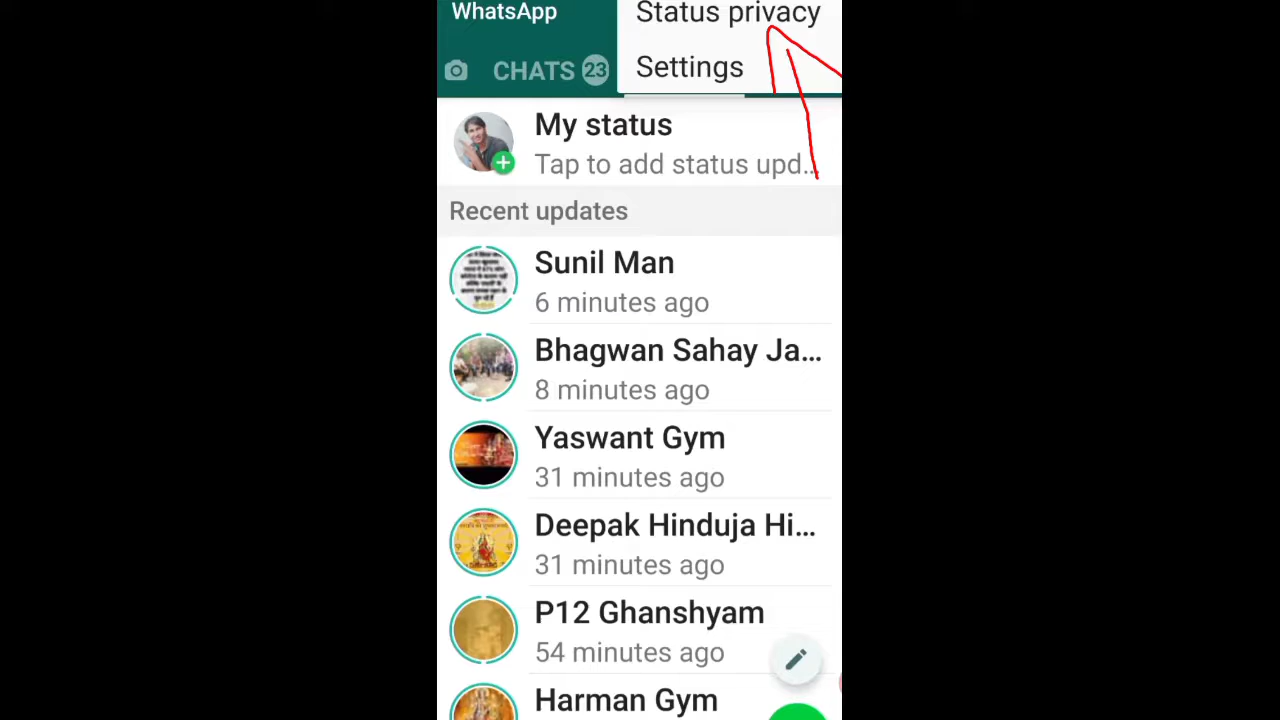 WhatsApp
Status privacy
Settings
CHATS 23
My status
Tap to add status upd...
Recent updates
Sunil Man
6 minutes ago
Bhagwan Sahay Ja...
8 minutes ago
Yaswant Gym
31 minutes ago
Deepak Hinduja Hi...
31 minutes ago
P12 Ghanshyam
54 minutes ago
Harman Gym